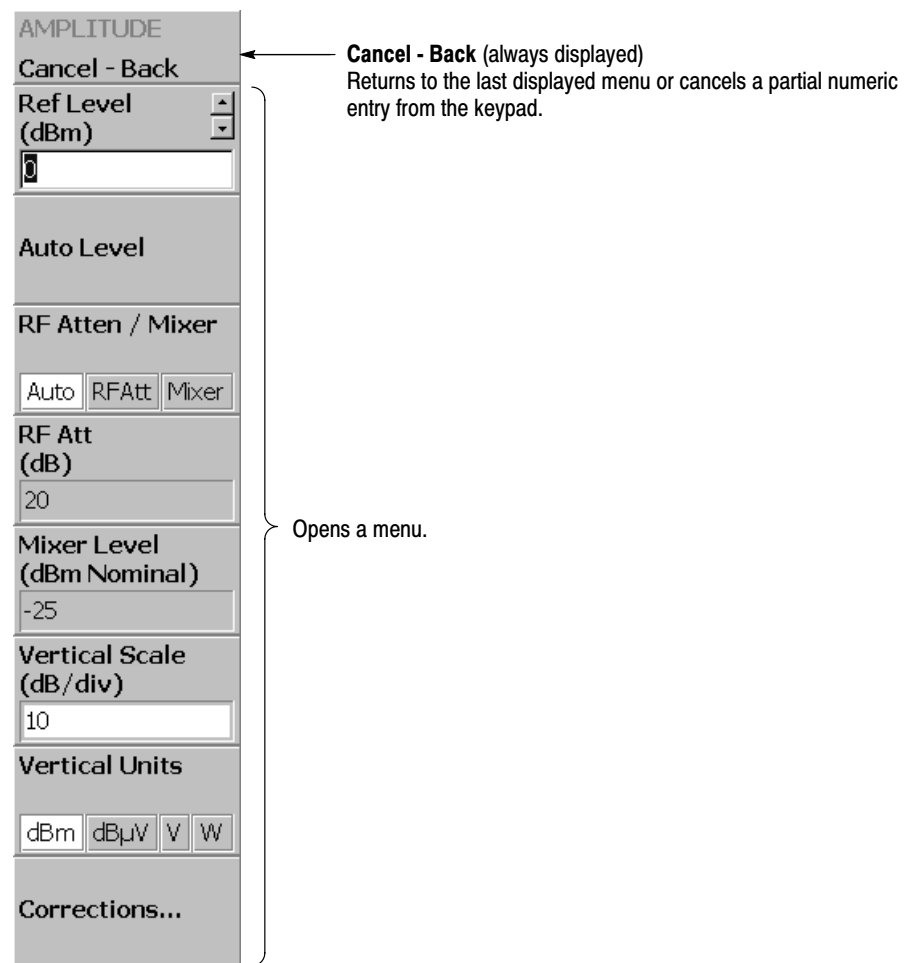 AMPLITUDE
Cancel - Back
Cancel - Back (always displayed)
Returns to the last displayed menu or cancels a partial numeric
entry from the keypad.
Ref Level
(dBm)
0
Auto Level
RF Atten / Mixer
Auto RFAtt Mixer
RF Att
(dB)
20
Opens a menu.
Mixer Level
(dBm Nominal)
-25
Vertical Scale
(dB/div)
10
Vertical Units
dBm dBµV V W
Corrections...